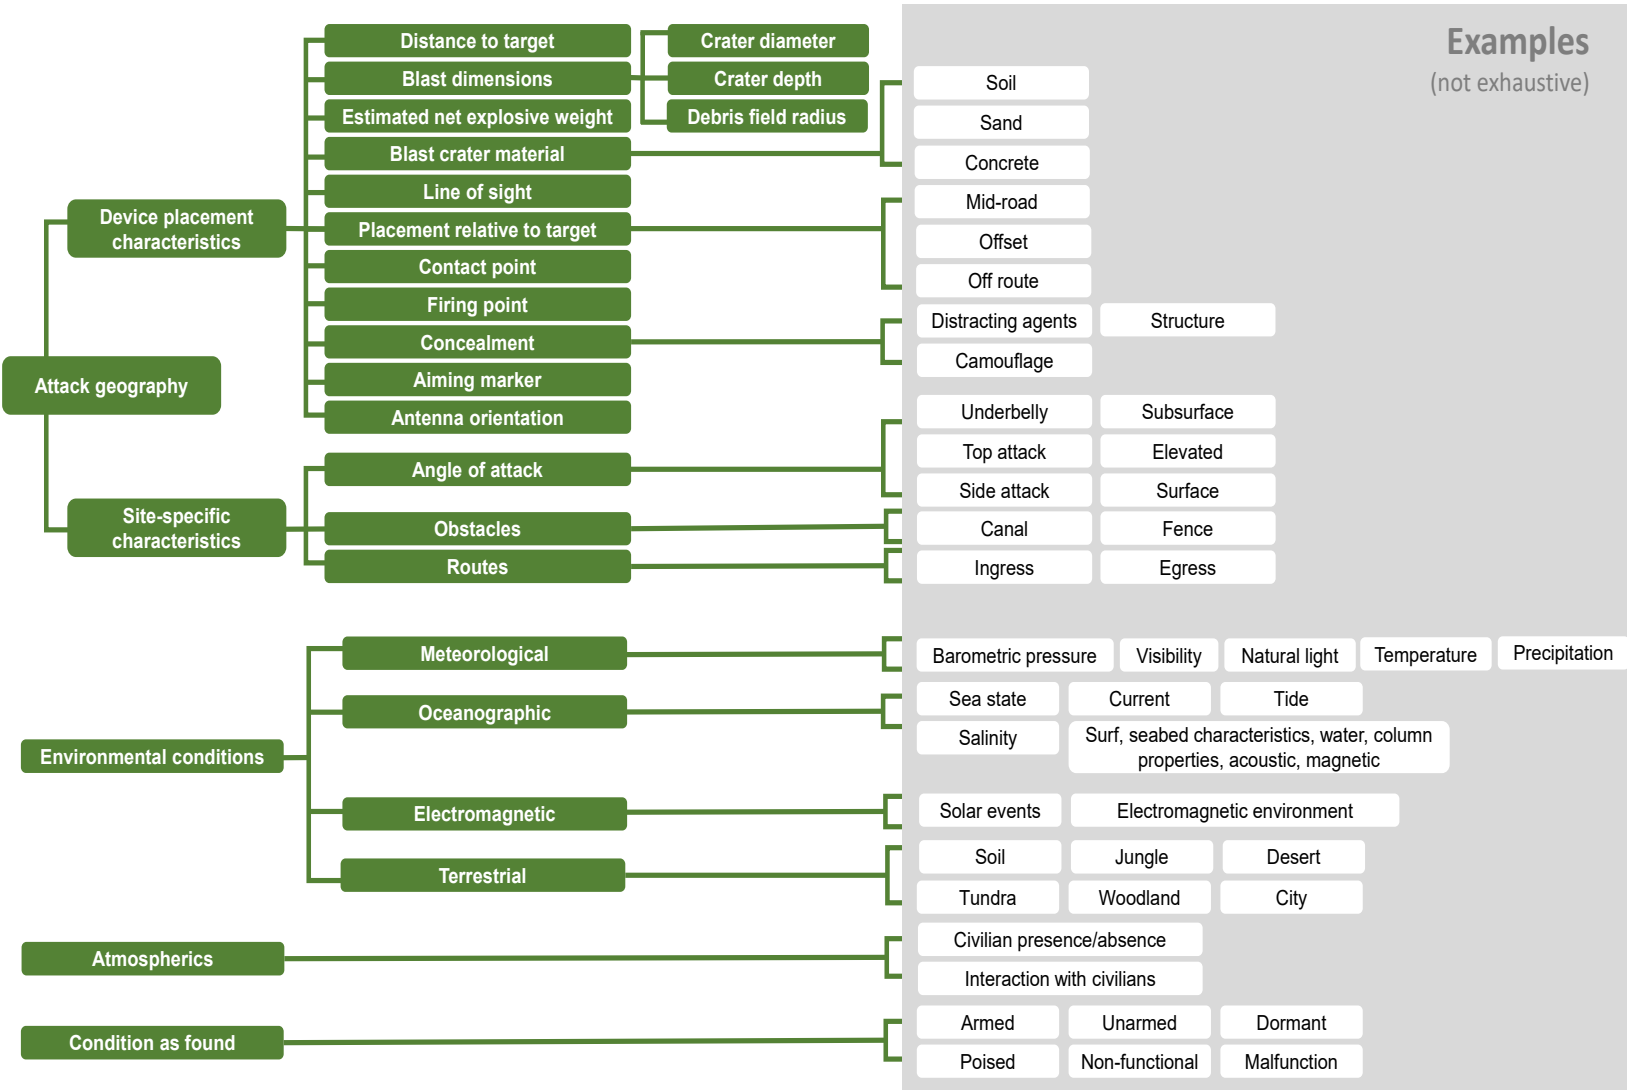 Examples
(not exhaustive)
Attack geography
Device placement
characteristics
Distance to target
Blast dimensions
Crater diameter
Crater depth
Debris field radius
Estimated net explosive weight
Blast crater material
Soil
Sand
Concrete
Line of sight
Placement relative to target
Mid-road
Offset
Off route
Contact point
Firing point
Concealment
Distracting agents
Structure
Camouflage
Aiming marker
Antenna orientation
Site-specific
characteristics
Angle of attack
Underbelly
Subsurface
Top attack
Elevated
Side attack
Surface
Obstacles
Canal
Fence
Routes
Ingress
Egress
Environmental conditions
Meteorological
Barometric pressure
Visibility
Natural light
Temperature
Precipitation
Oceanographic
Sea state
Current
Tide
Salinity
Surf, seabed characteristics, water, column
properties, acoustic, magnetic
Electromagnetic
Solar events
Electromagnetic environment
Terrestrial
Soil
Jungle
Desert
Tundra
Woodland
City
Atmospherics
Civilian presence/absence
Interaction with civilians
Condition as found
Armed
Unarmed
Dormant
Poised
Non-functional
Malfunction